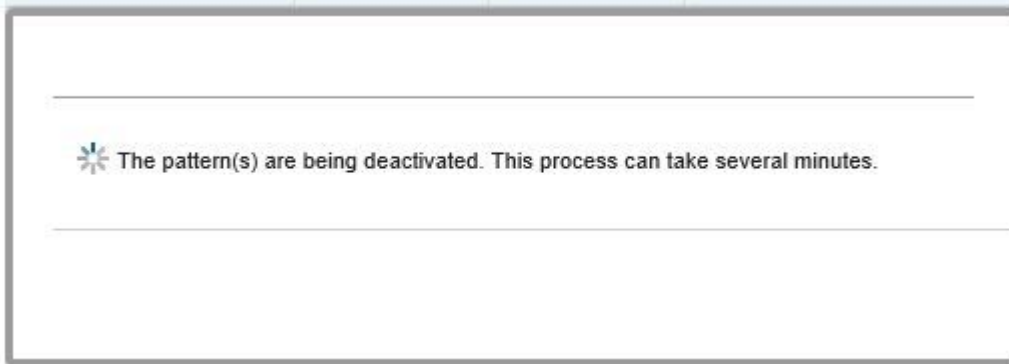 The pattern(s) are being deactivated. This process can take several minutes.